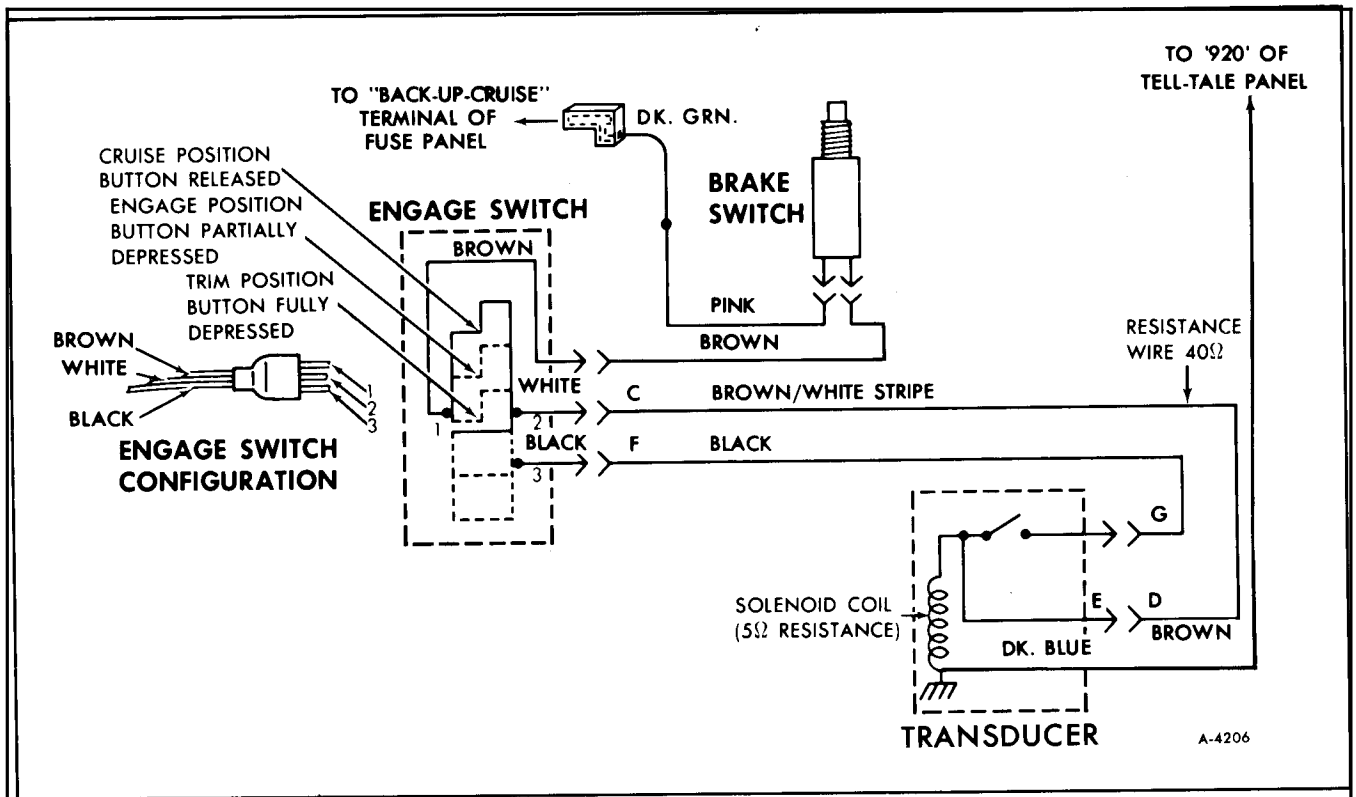 TO '920' OF
TELL-TALE PANEL
TO "BACK-UP-CRUISE"
TERMINAL OF
FUSE PANEL
DK. GRN.
CRUISE POSITION
BUTTON RELEASED
ENGAGE POSITION
BUTTON PARTIALLY
DEPRESSED
TRIM POSITION
BUTTON FULLY
DEPRESSED
ENGAGE SWITCH
BROWN
BRAKE
SWITCH
PINK
BROWN
RESISTANCE
WIRE 40Ω
BROWN
WHITE
BLACK
1
2
3
ENGAGE SWITCH
CONFIGURATION
1
WHITE
2
C
BROWN/WHITE STRIPE
BLACK
3
F
BLACK
G
SOLENOID COIL
(5Ω RESISTANCE)
E
D
BROWN
DK. BLUE
TRANSDUCER
A-4206